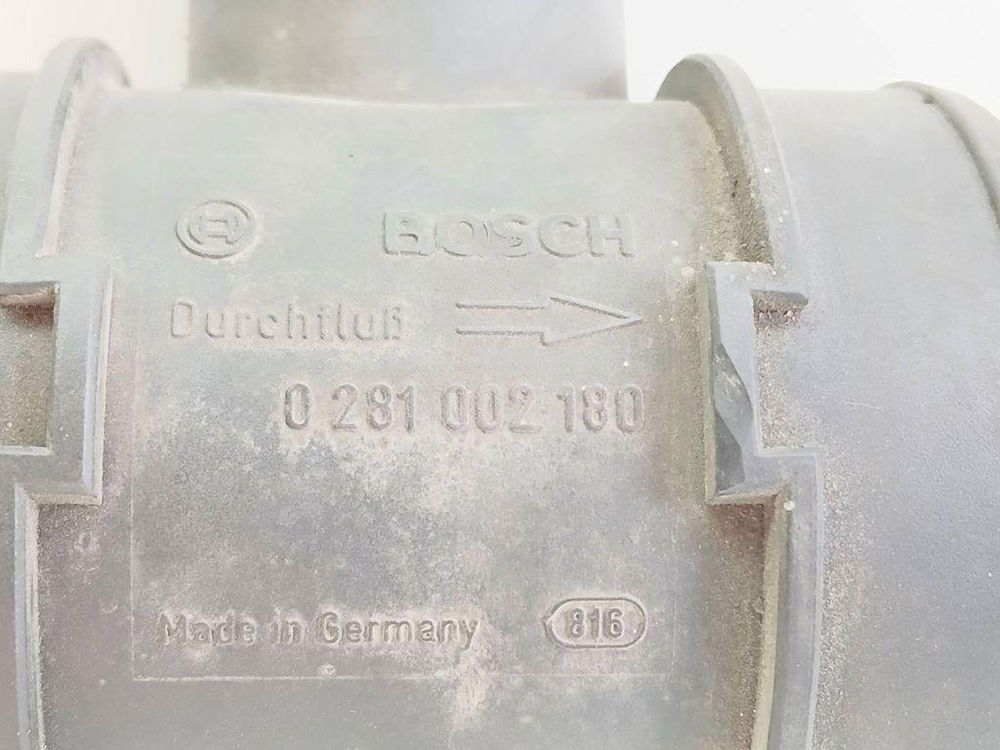 BOSCH
Durchfluß
0 281 002 180
Made in Germany 816